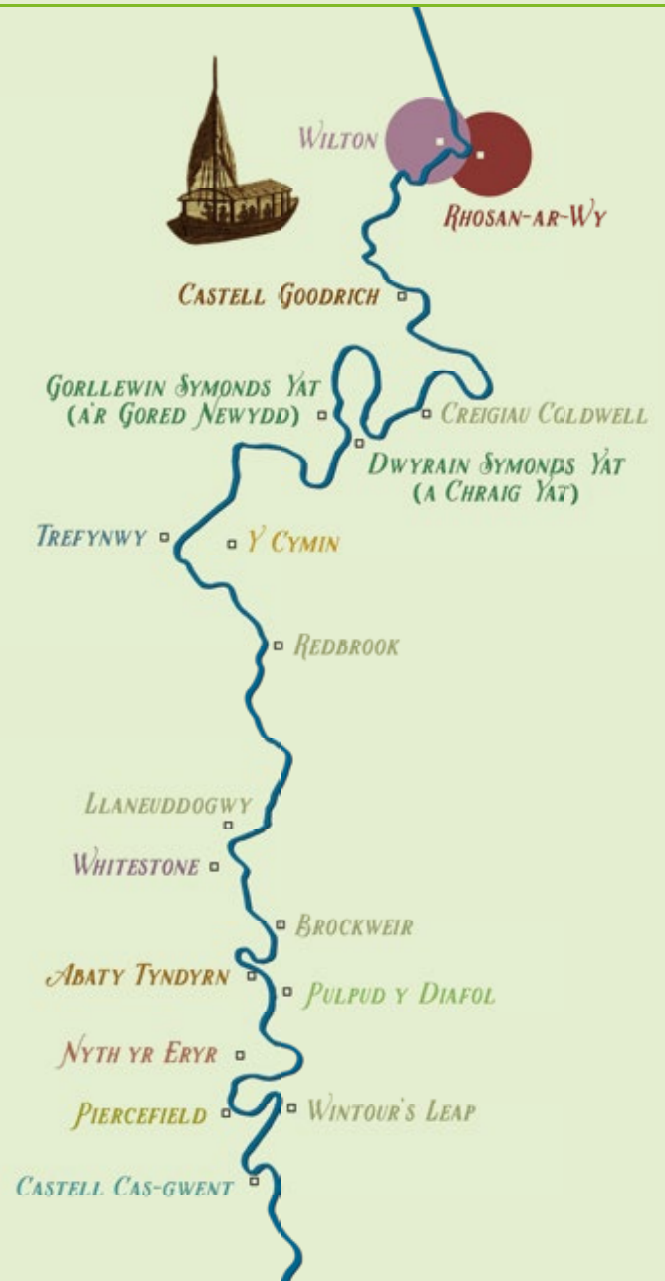 Wilton
Rhosan-ar-Wy
Castell Goodrich
Gorllewin Symonds Yat
(a'r Gored Newydd)
Creigiau Coldwell
Dwyrain Symonds Yat
(a Chraig Yat)
Trefynwy
Y Cymin
Redbrook
Llaneuddogwy
Whitestone
Brockweir
Abaty Tyndyrn
Pulpud y Diafol
Nyth yr Eryr
Piercefield
Wintour's Leap
Castell Cas-gwent